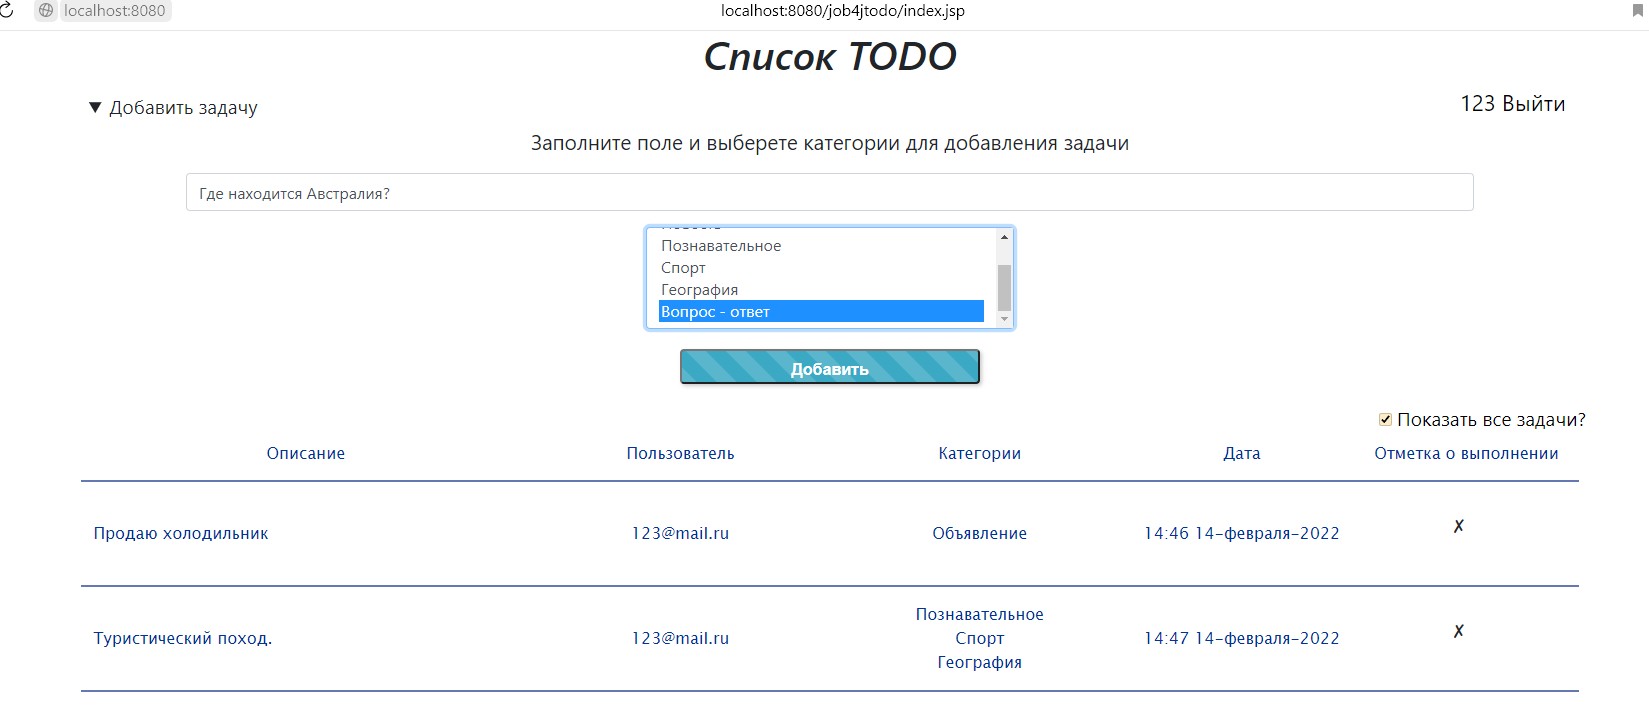 localhost:8080
localhost:8080/job4jtodo/index.jsp
Список TODO
▼ Добавить задачу
123 Выйти
Заполните поле и выберете категории для добавления задачи
Где находится Австралия?
Познавательное
Спорт
География
Вопрос - ответ
Добавить
Показать все задачи?
Описание Пользователь Категории Дата Отметка о выполнении
Продаю холодильник 123@mail.ru Объявление 14:46 14-февраля-2022 ✗
Туристический поход. 123@mail.ru Познавательное 14:47 14-февраля-2022 ✗
Спорт
География